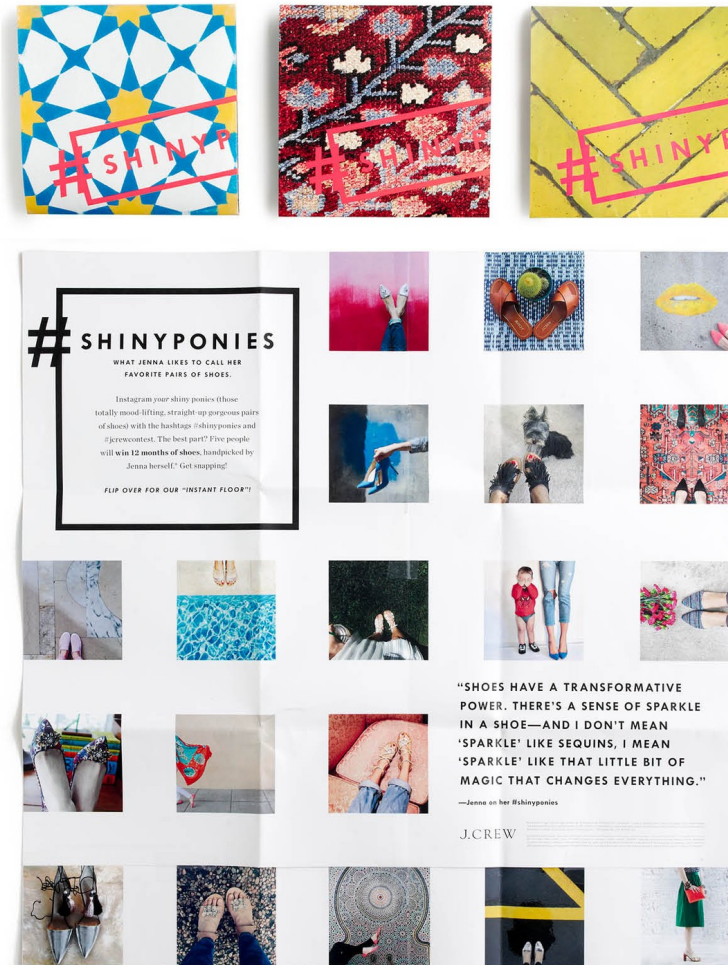 #SHINYP
#SHINYP
#SHINYP
#SHINYPONIES
WHAT JENNA LIKES TO CALL HER
FAVORITE PAIRS OF SHOES.
Instagram your shiny ponies (those
totally mood-lifting, straight-up gorgeous pairs
of shoes) with the hashtags #shinyponies and
#jcrewcontest. The best part? Five people
will win 12 months of shoes, handpicked by
Jenna herself.* Get snapping!
FLIP OVER FOR OUR “INSTANT FLOOR”!
“SHOES HAVE A TRANSFORMATIVE
POWER. THERE’S A SENSE OF SPARKLE
IN A SHOE—AND I DON’T MEAN
‘SPARKLE’ LIKE SEQUINS, I MEAN
‘SPARKLE’ LIKE THAT LITTLE BIT OF
MAGIC THAT CHANGES EVERYTHING.”
—Jenna on her #shinyponies
J.CREW